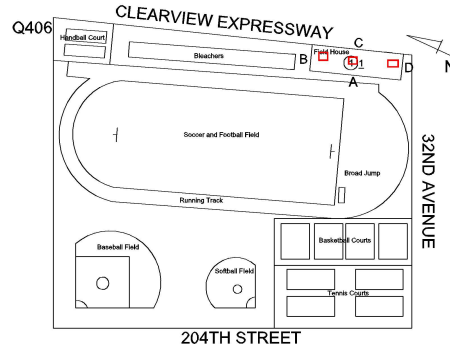 CLEARVIEW EXPRESSWAY
Q406
Handball Court
Bleachers
Field House
C
B
1
D
A
N
Soccer and Football Field
Broad Jump
32ND AVENUE
Running Track
Baseball Field
Softball Field
Basketball Courts
Tennis Courts
204TH STREET